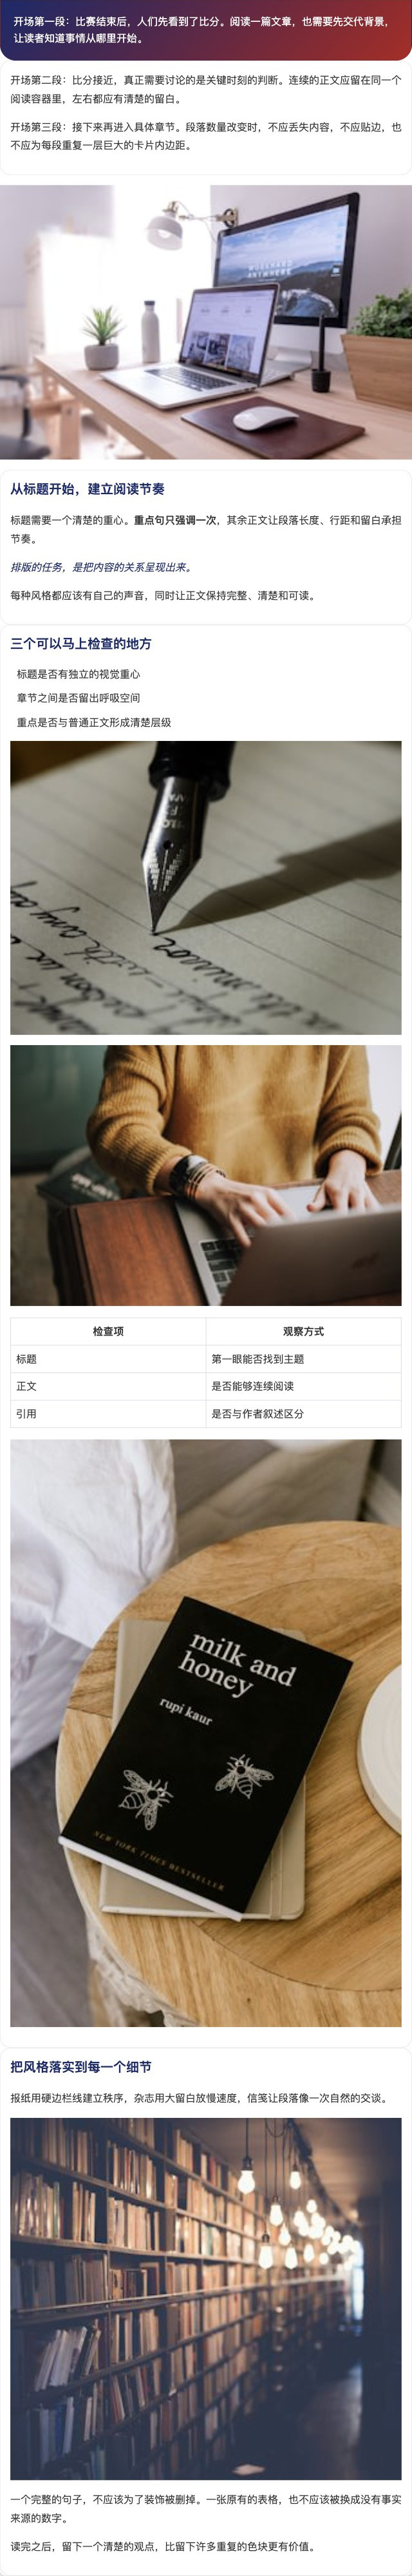 开场第一段：比赛结束后，人们先看到了比分。阅读一篇文章，也需要先交代背景，
让读者知道事情从哪里开始。
开场第二段：比分接近，真正需要讨论的是关键时刻的判断。连续的正文应留在同一个
阅读容器里，左右都应有清楚的留白。
开场第三段：接下来再进入具体章节。段落数量改变时，不应丢失内容，不应贴边，也
不应为每段重复一层巨大的卡片内边距。
从标题开始，建立阅读节奏
标题需要一个清楚的重心。重点句只强调一次，其余正文让段落长度、行距和留白承担
节奏。
排版的任务，是把内容的关系呈现出来。
每种风格都应该有自己的声音，同时让正文保持完整、清楚和可读。
三个可以马上检查的地方
标题是否有独立的视觉重心
章节之间是否留出呼吸空间
重点是否与普通正文形成清楚层级
检查项 观察方式
标题 第一眼能否找到主题
正文 是否能够连续阅读
引用 是否与作者叙述区分
milk and
honey
rupi kaur
NEW YORK TIMES BESTSELLER
把风格落实到每一个细节
报纸用硬边栏线建立秩序，杂志用大留白放慢速度，信笺让段落像一次自然的交谈。
一个完整的句子，不应该为了装饰被删掉。一张原有的表格，也不应该被换成没有事实
来源的数字。
读完之后，留下一个清楚的观点，比留下许多重复的色块更有价值。